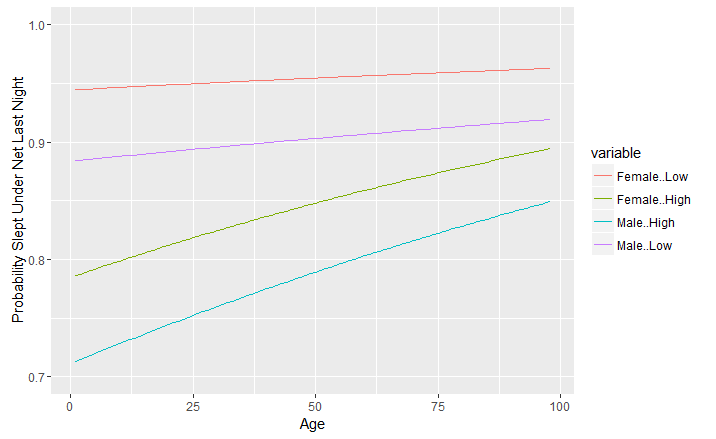 Probability Slept Under Net Last Night
1.0
0.9
0.8
0.7
0
25
50
75
100
Age
variable
Female..Low
Female..High
Male..High
Male..Low